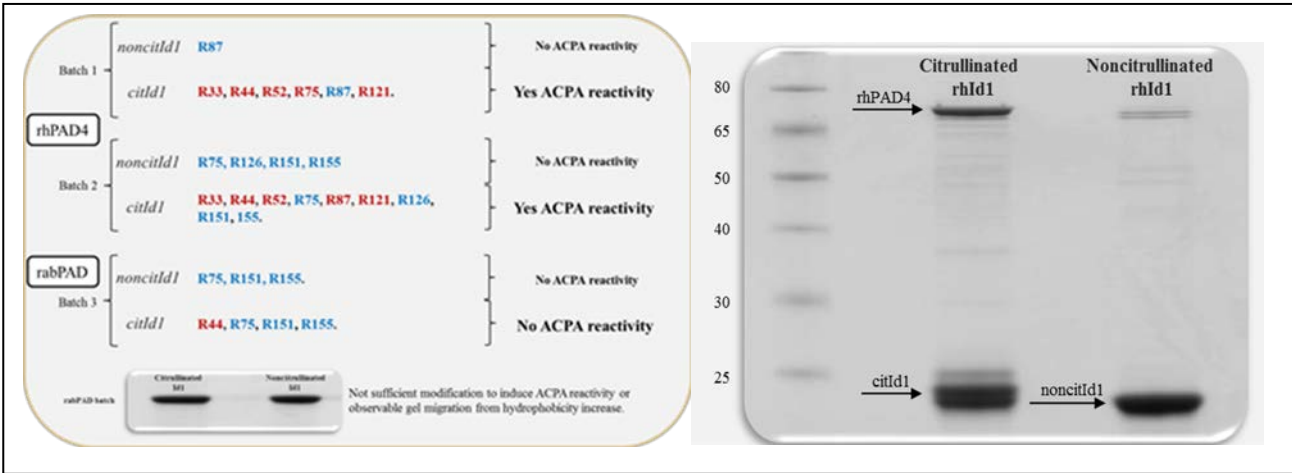 noncitId1 R87
No ACPA reactivity
Batch 1
citId1 R33, R44, R52, R75, R87, R121.
Yes ACPA reactivity
rhPAD4
noncitId1 R75, R126, R151, R155
No ACPA reactivity
Batch 2
citId1 R33, R44, R52, R75, R87, R121, R126,
R151, 155.
Yes ACPA reactivity
rabPAD
noncitId1 R75, R151, R155.
No ACPA reactivity
Batch 3
citId1 R44, R75, R151, R155.
No ACPA reactivity
Citrullinated
Id1
Noncitrullinated
Id1
rabPAD batch
Not sufficient modification to induce ACPA reactivity or
observable gel migration from hydrophobicity increase.
Citrullinated
rhId1
Noncitrullinated
rhId1
80
rhPAD4
65
50
40
30
25
citId1
noncitId1